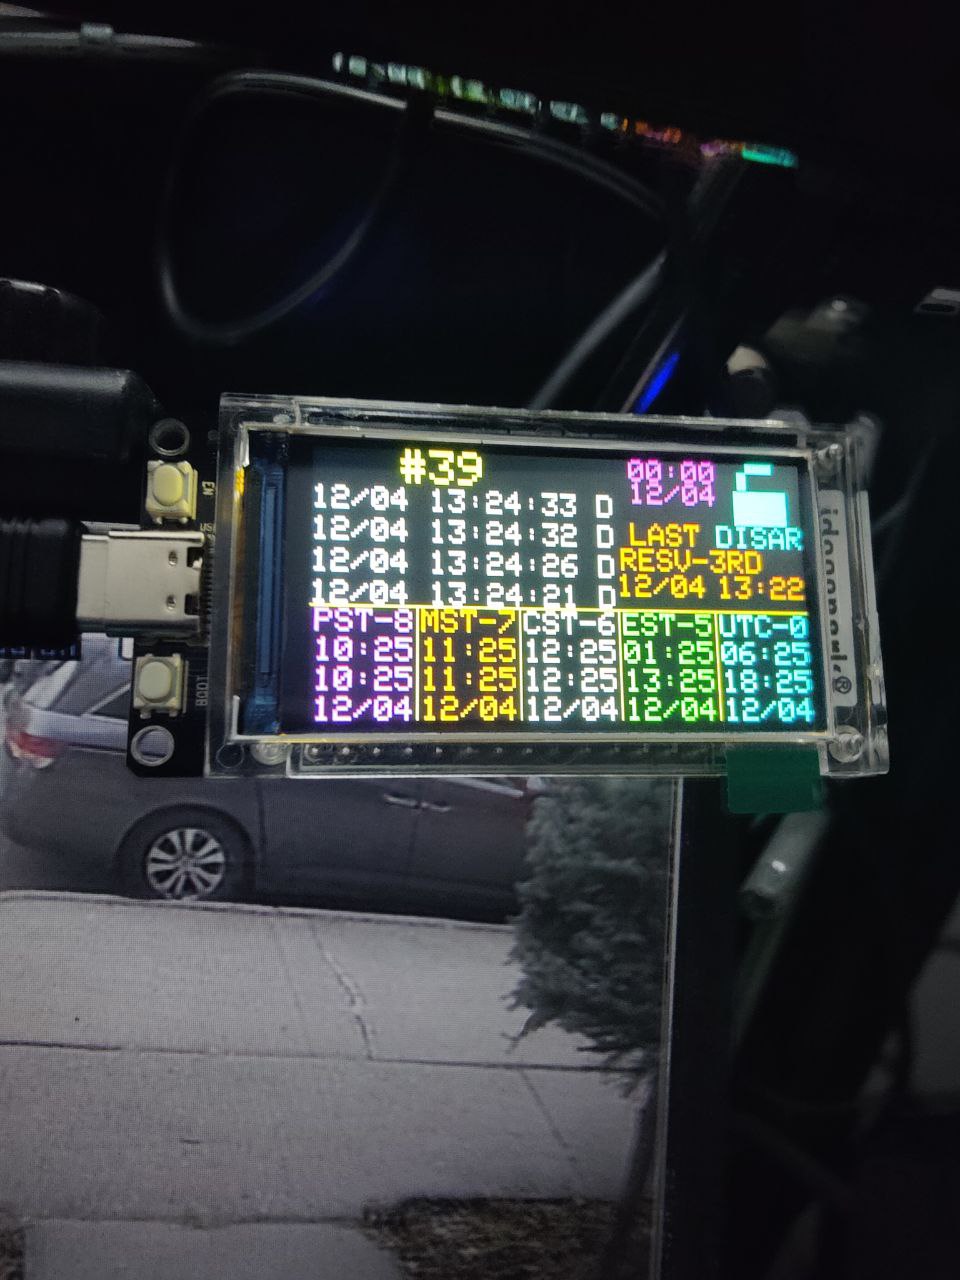 #39
00:00
12/04
12/04 13:24:33 D
12/04 13:24:32 D
12/04 13:24:26 D
12/04 13:24:21 D
LAST DISAR
RESV-3RD
12/04 13:22
PST-8 MST-7 CST-6 EST-5 UTC-0
10:25 11:25 12:25 01:25 06:25
10:25 11:25 12:25 13:25 18:25
12/04 12/04 12/04 12/04 12/04
EN
BOOT
ideaspark®